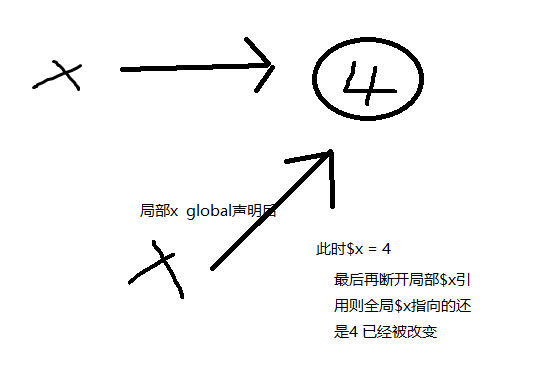 x
4
局部x global声明后
x
此时$x = 4
最后再断开局部$x引
用则全局$x指向的还
是4 已经被改变